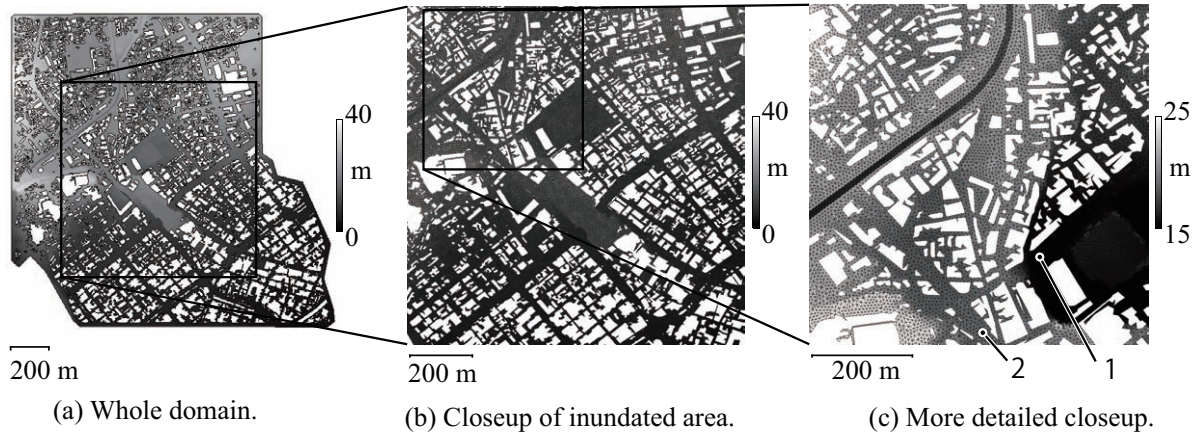 40
m
0
200 m
(a) Whole domain.
40
m
0
200 m
(b) Closeup of inundated area.
25
m
15
200 m
2
1
(c) More detailed closeup.